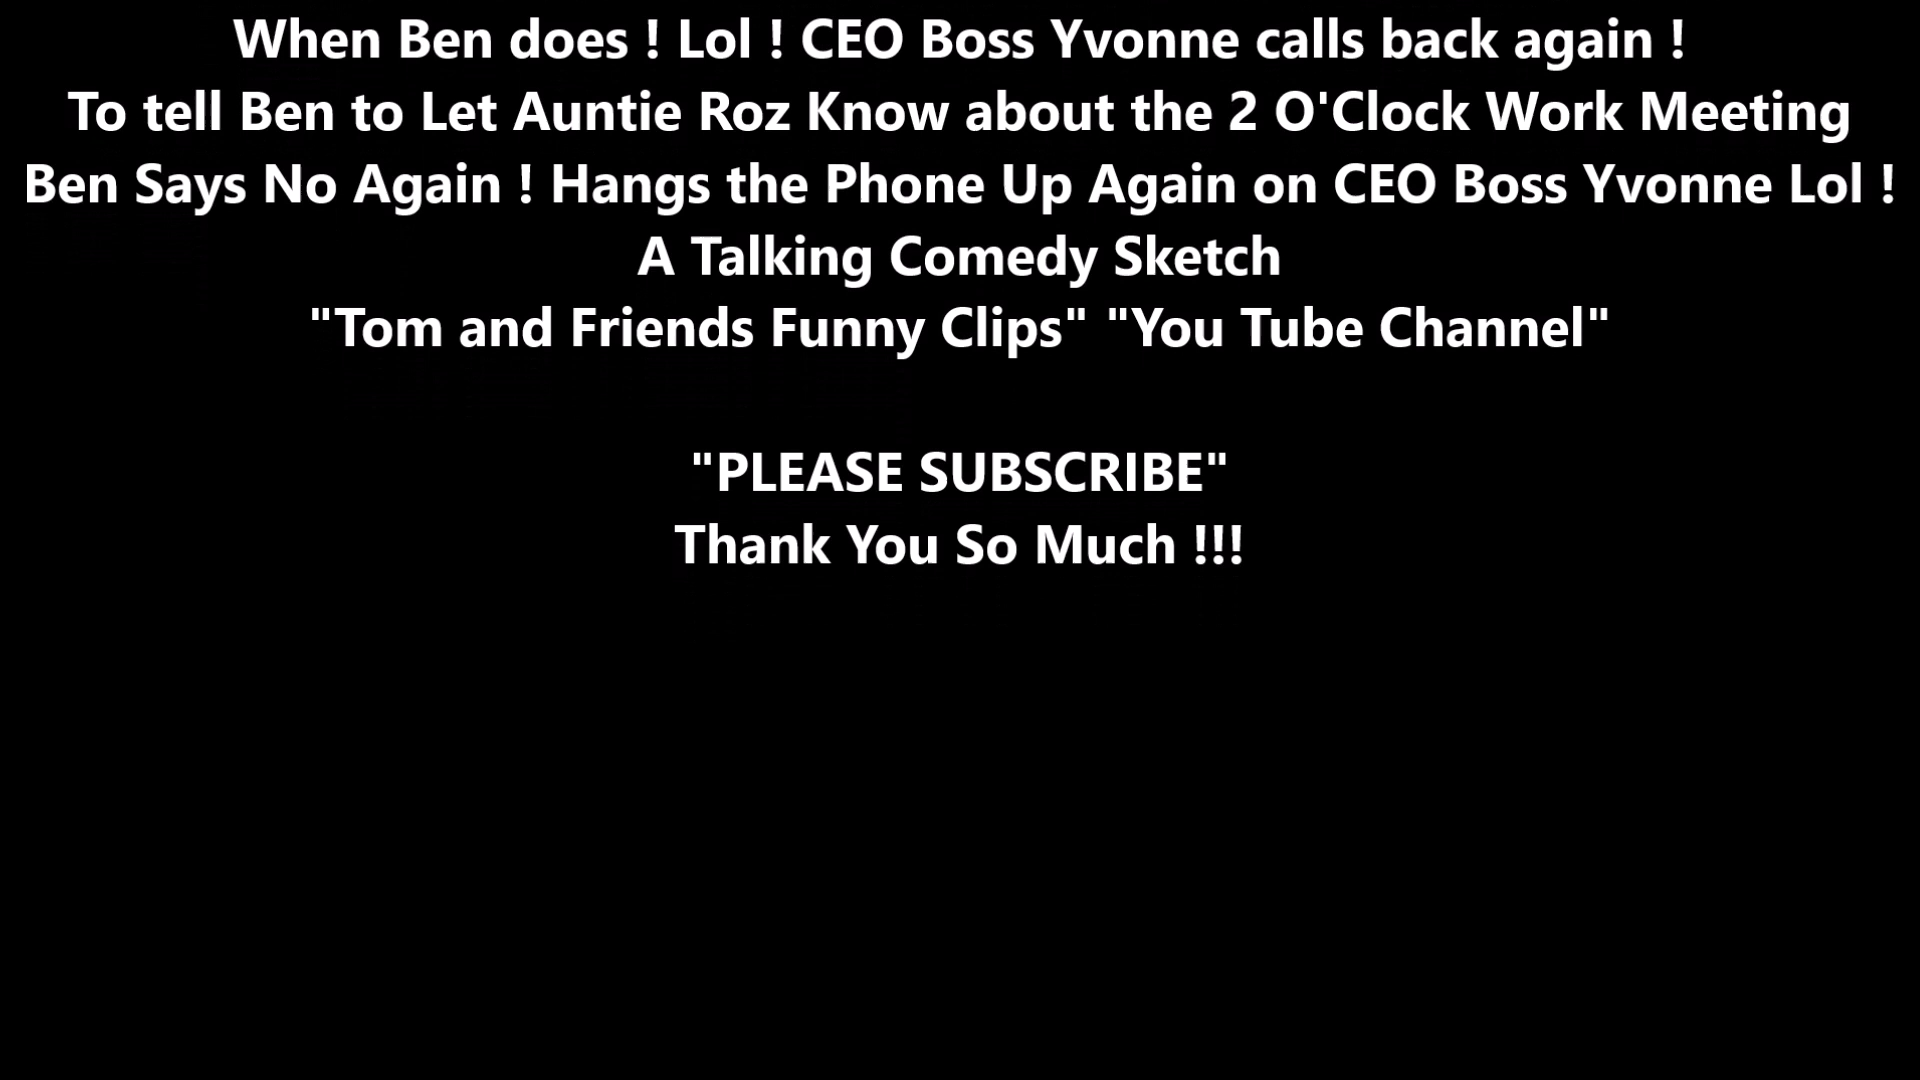 When Ben does ! Lol ! CEO Boss Yvonne calls back again !
To tell Ben to Let Auntie Roz Know about the 2 O'Clock Work Meeting
Ben Says No Again ! Hangs the Phone Up Again on CEO Boss Yvonne Lol !
A Talking Comedy Sketch
"Tom and Friends Funny Clips" "You Tube Channel"
"PLEASE SUBSCRIBE"
Thank You So Much !!!